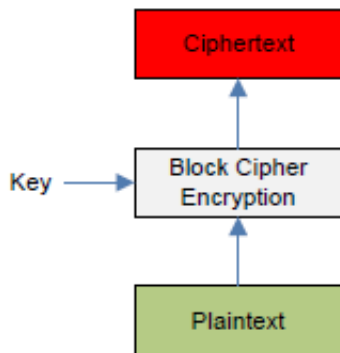 Ciphertext
Key
Block Cipher
Encryption
Plaintext